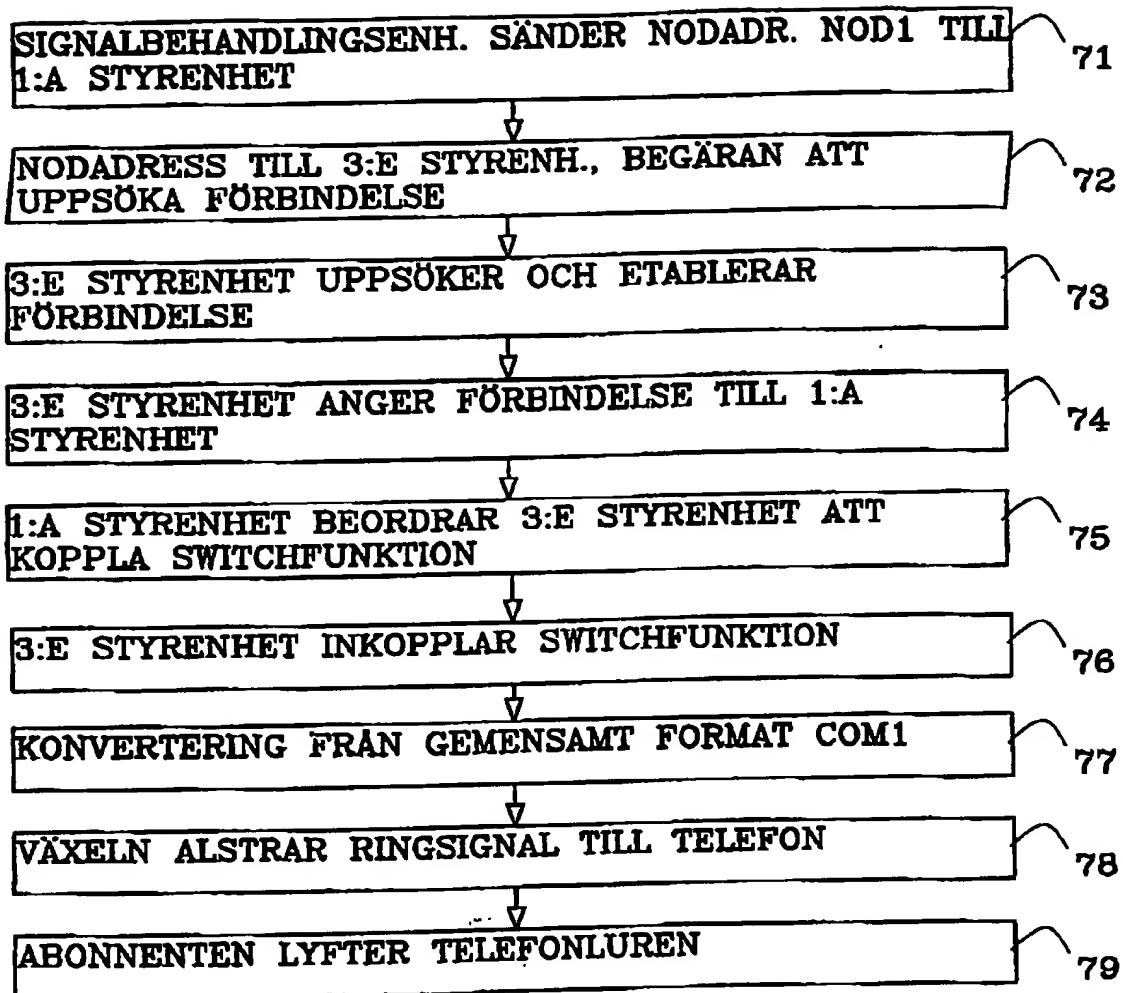 SIGNALBEHANDLINGSENH. SÄNDER NODADR. NOD1 TILL
1:A STYRENHET
71
NODADRESS TILL 3:E STYRENH., BEGÄRAN ATT
UPPSÖKA FÖRBINDELSE
72
3:E STYRENHET UPPSÖKER OCH ETABLERAR
FÖRBINDELSE
73
3:E STYRENHET ANGER FÖRBINDELSE TILL 1:A
STYRENHET
74
1:A STYRENHET BEORDRAR 3:E STYRENHET ATT
KOPPLA SWITCHFUNKTION
75
3:E STYRENHET INKOPPLAR SWITCHFUNKTION
76
KONVERTERING FRÅN GEMENSAMT FORMAT COM1
77
VÄXELN ALSTRAR RINGSIGNAL TILL TELEFON
78
ABONNENTEN LYFTER TELEFONLUREN
79